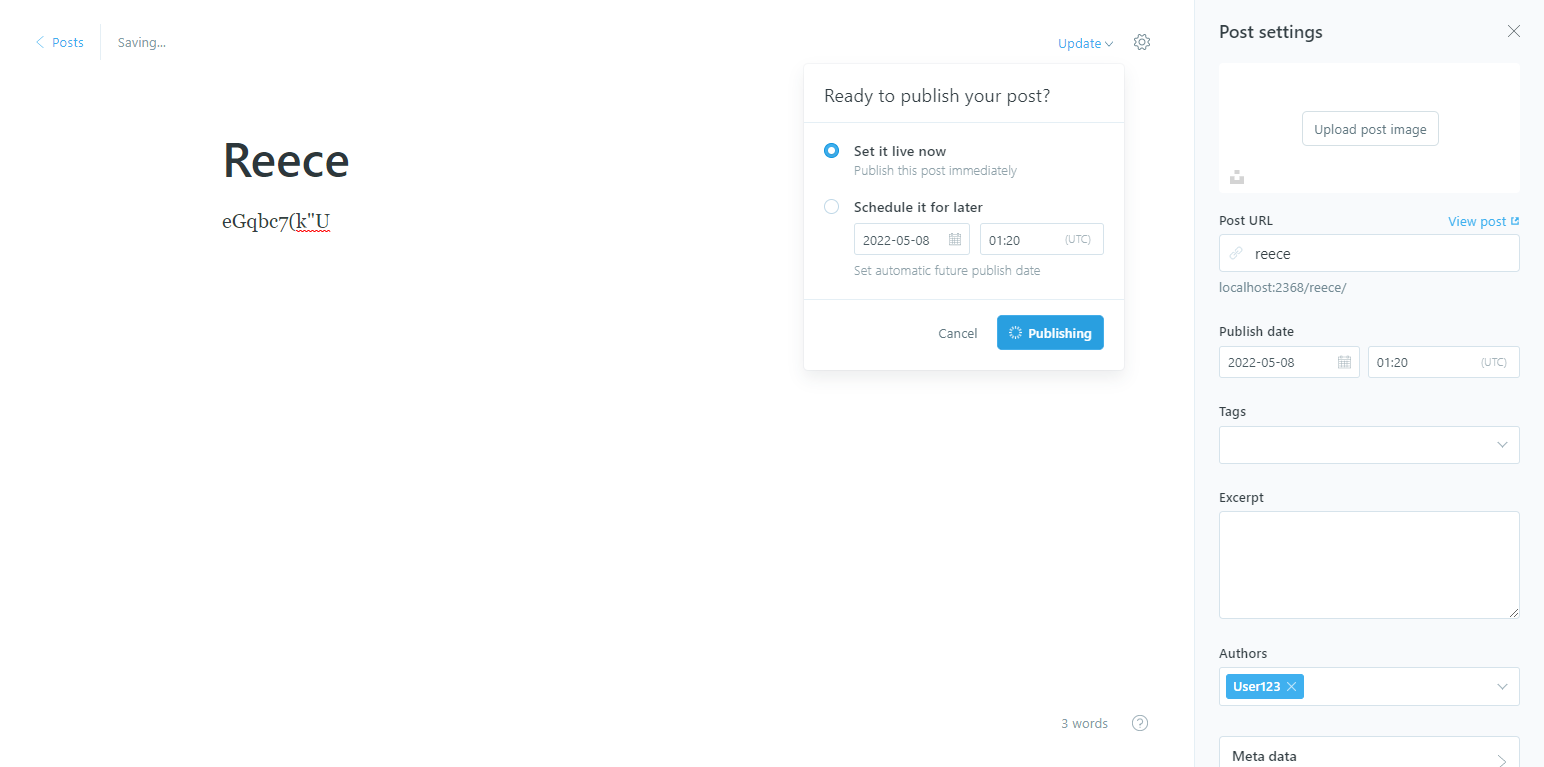 Posts
Saving...
Update
Ready to publish your post?
Set it live now
Publish this post immediately
Schedule it for later
2022-05-08
01:20 (UTC)
Set automatic future publish date
Cancel
Publishing
Reece
eGqbc7(k"U
3 words
?
Post settings
Upload post image
Post URL
View post
reece
localhost:2368/reece/
Publish date
2022-05-08
01:20 (UTC)
Tags
Excerpt
Authors
User123
Meta data